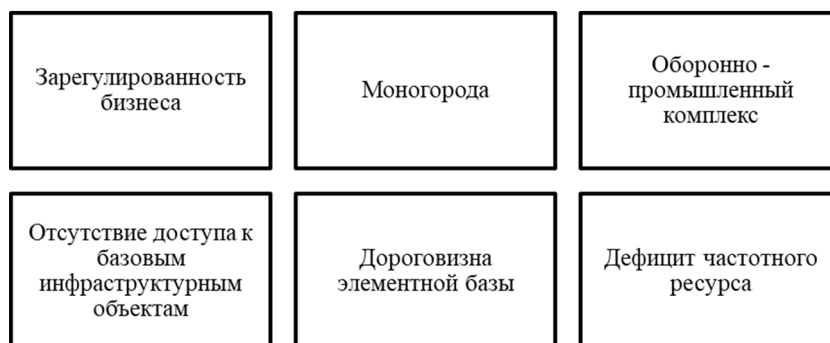 Зарегулированность
бизнеса
Моногорода
Оборонно -
промышленный
комплекс
Отсутствие доступа к
базовым
инфраструктурным
объектам
Дороговизна
элементной базы
Дефицит частотного
ресурса